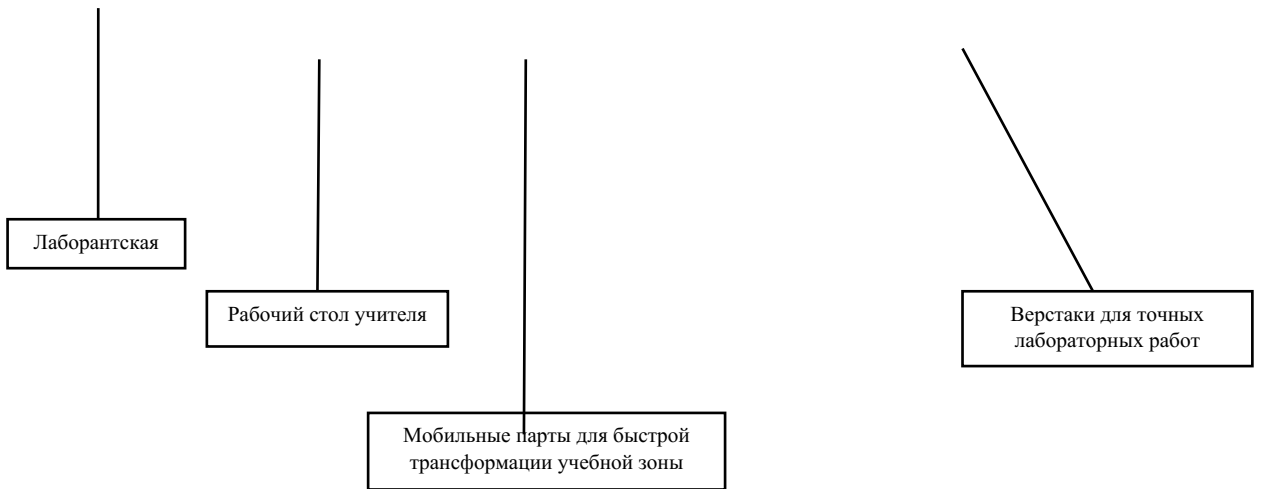 Лаборантская
Рабочий стол учителя
Верстаки для точных
лабораторных работ
Мобильные парты для быстрой
трансформации учебной зоны